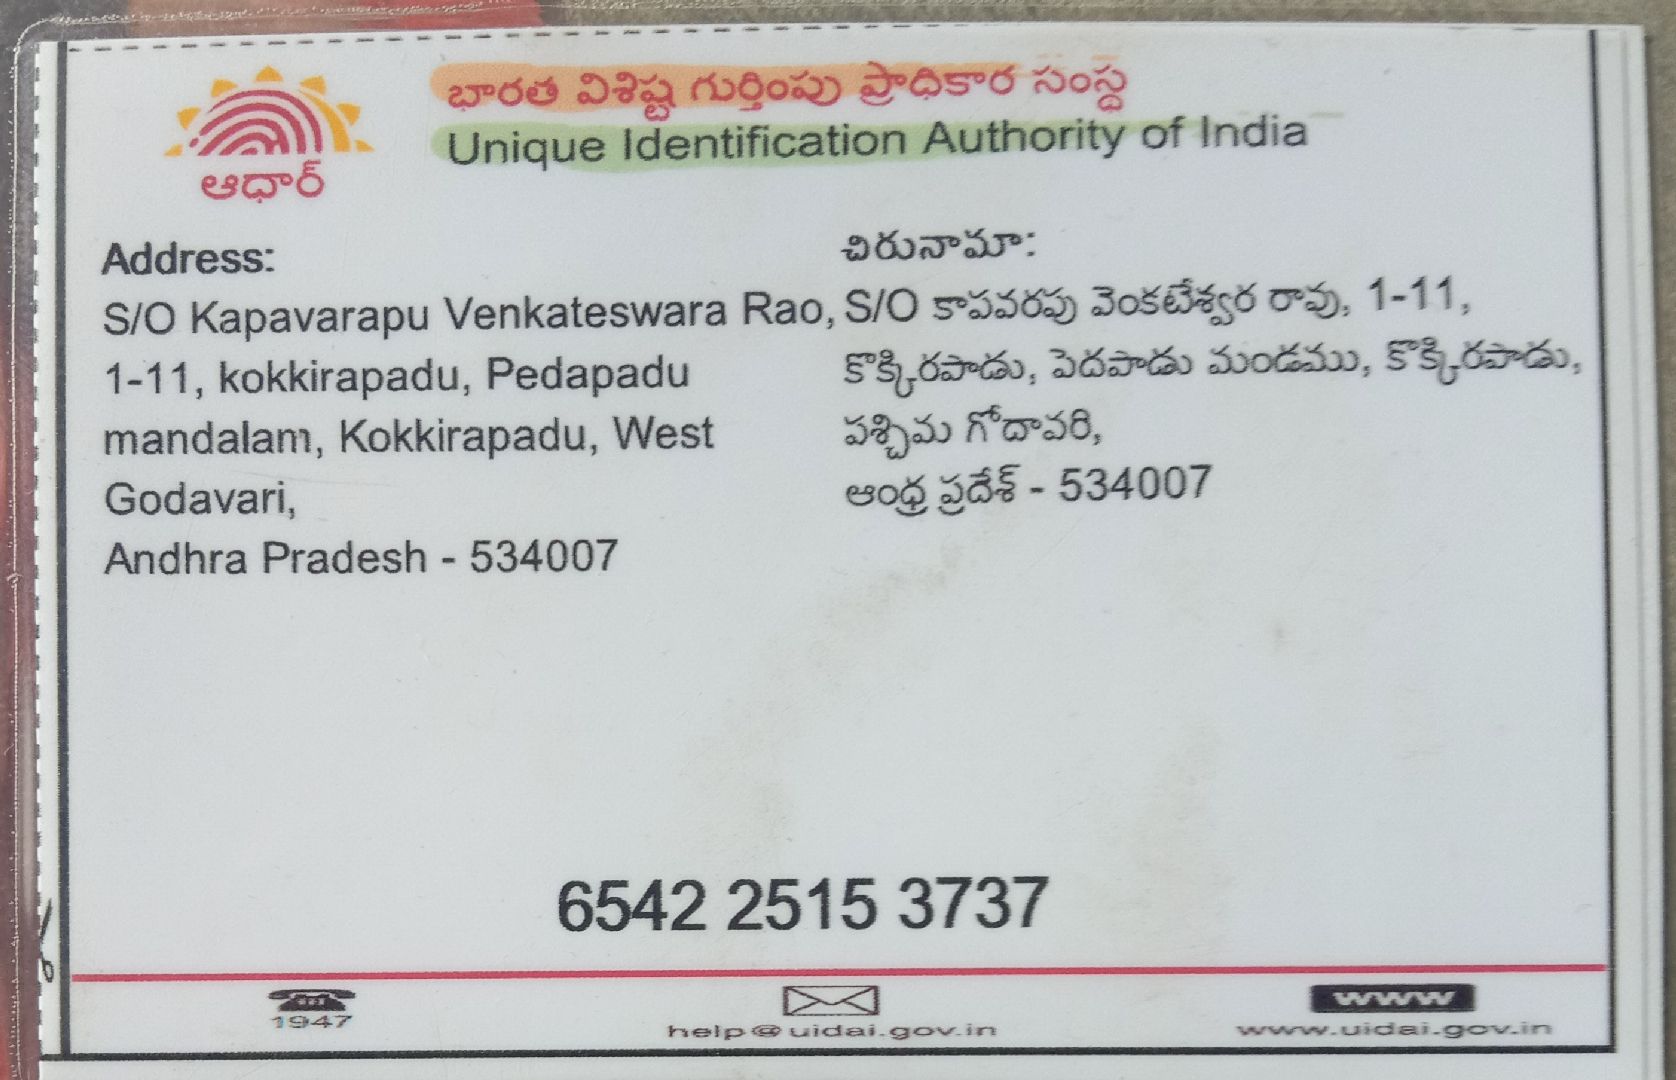 భారత విశిష్ట గుర్తింపు ప్రాధికార సంస్థ
Unique Identification Authority of India
ఆధార్
Address:
S/O Kapavarapu Venkateswara Rao,
1-11, kokkirapadu, Pedapadu
mandalam, Kokkirapadu, West
Godavari,
Andhra Pradesh - 534007
చిరునామా:
S/O కాపవరపు వెంకటేశ్వర రావు, 1-11,
కొక్కిరపాడు, పెదపాడు మండము, కొక్కిరపాడు,
పశ్చిమ గోదావరి,
ఆంధ్ర ప్రదేశ్ - 534007
6542 2515 3737
1947
help@uidai.gov.in
www
www.uidai.gov.in